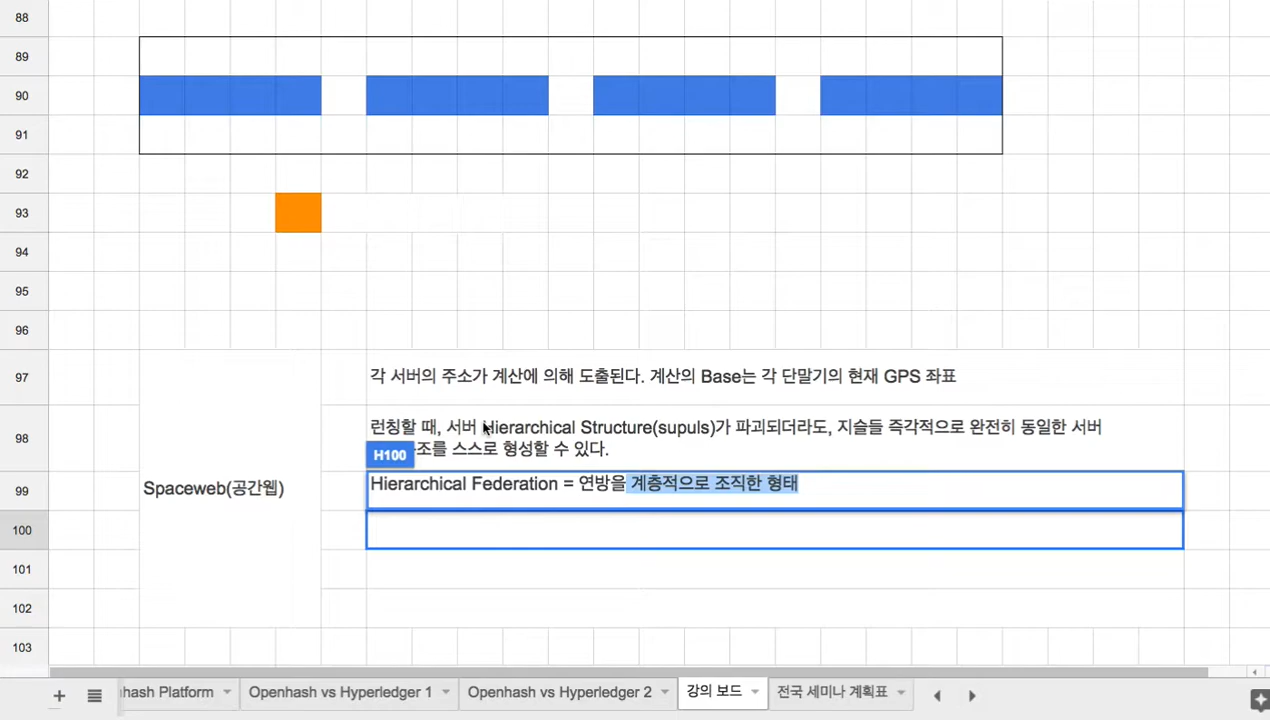 88
89
90
91
92
93
94
95
96
97
각 서버의 주소가 계산에 의해 도출된다. 계산의 Base는 각 단말기의 현재 GPS 좌표
98
런칭할 때, 서버 Hierarchical Structure(supuls)가 파괴되더라도, 지슬들 즉각적으로 완전히 동일한 서버
조를 스스로 형성할 수 있다.
H100
99
Spaceweb(공간웹)
Hierarchical Federation = 연방을 계층적으로 조직한 형태
100
101
102
103
hash Platform
Openhash vs Hyperledger 1
Openhash vs Hyperledger 2
강의 보드
전국 세미나 계획표